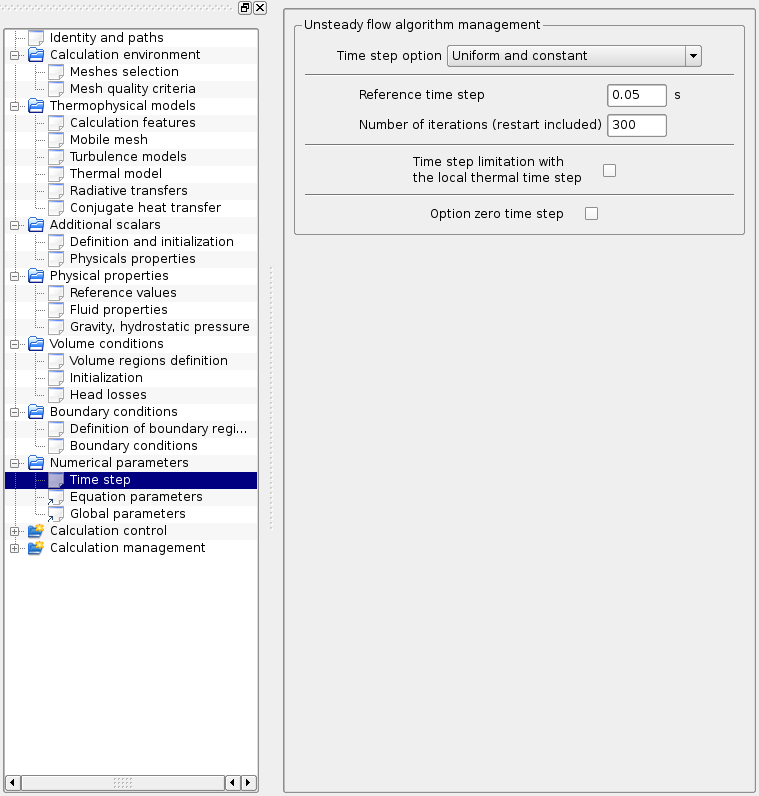 Identity and paths
Calculation environment
Meshes selection
Mesh quality criteria
Thermophysical models
Calculation features
Mobile mesh
Turbulence models
Thermal model
Radiative transfers
Conjugate heat transfer
Additional scalars
Definition and initialization
Physicals properties
Physical properties
Reference values
Fluid properties
Gravity, hydrostatic pressure
Volume conditions
Volume regions definition
Initialization
Head losses
Boundary conditions
Definition of boundary regi...
Boundary conditions
Numerical parameters
Time step
Equation parameters
Global parameters
Calculation control
Calculation management
Unsteady flow algorithm management
Time step option Uniform and constant
Reference time step 0.05 s
Number of iterations (restart included) 300
Time step limitation with
the local thermal time step
Option zero time step